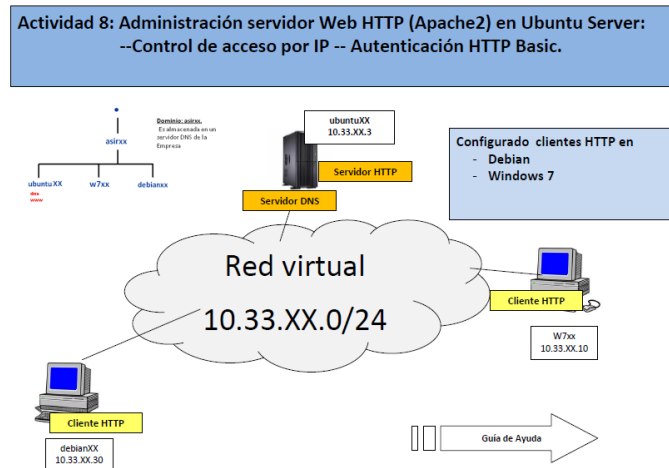 Actividad 8: Administración servidor Web HTTP (Apache2) en Ubuntu Server:
--Control de acceso por IP -- Autenticación HTTP Basic.
Dominio: asirxx.
Es almacenada en un
servidor DNS de la
Empresa
asirxx
ubuntu XX
w7xx
debianxx
dns
www
ubuntuXX
10.33.XX.3
Servidor HTTP
Servidor DNS
Configurado clientes HTTP en
- Debian
- Windows 7
Red virtual
10.33.XX.0/24
Cliente HTTP
W7xx
10.33.XX.10
Cliente HTTP
debianXX
10.33.XX.30
Guia de Ayuda